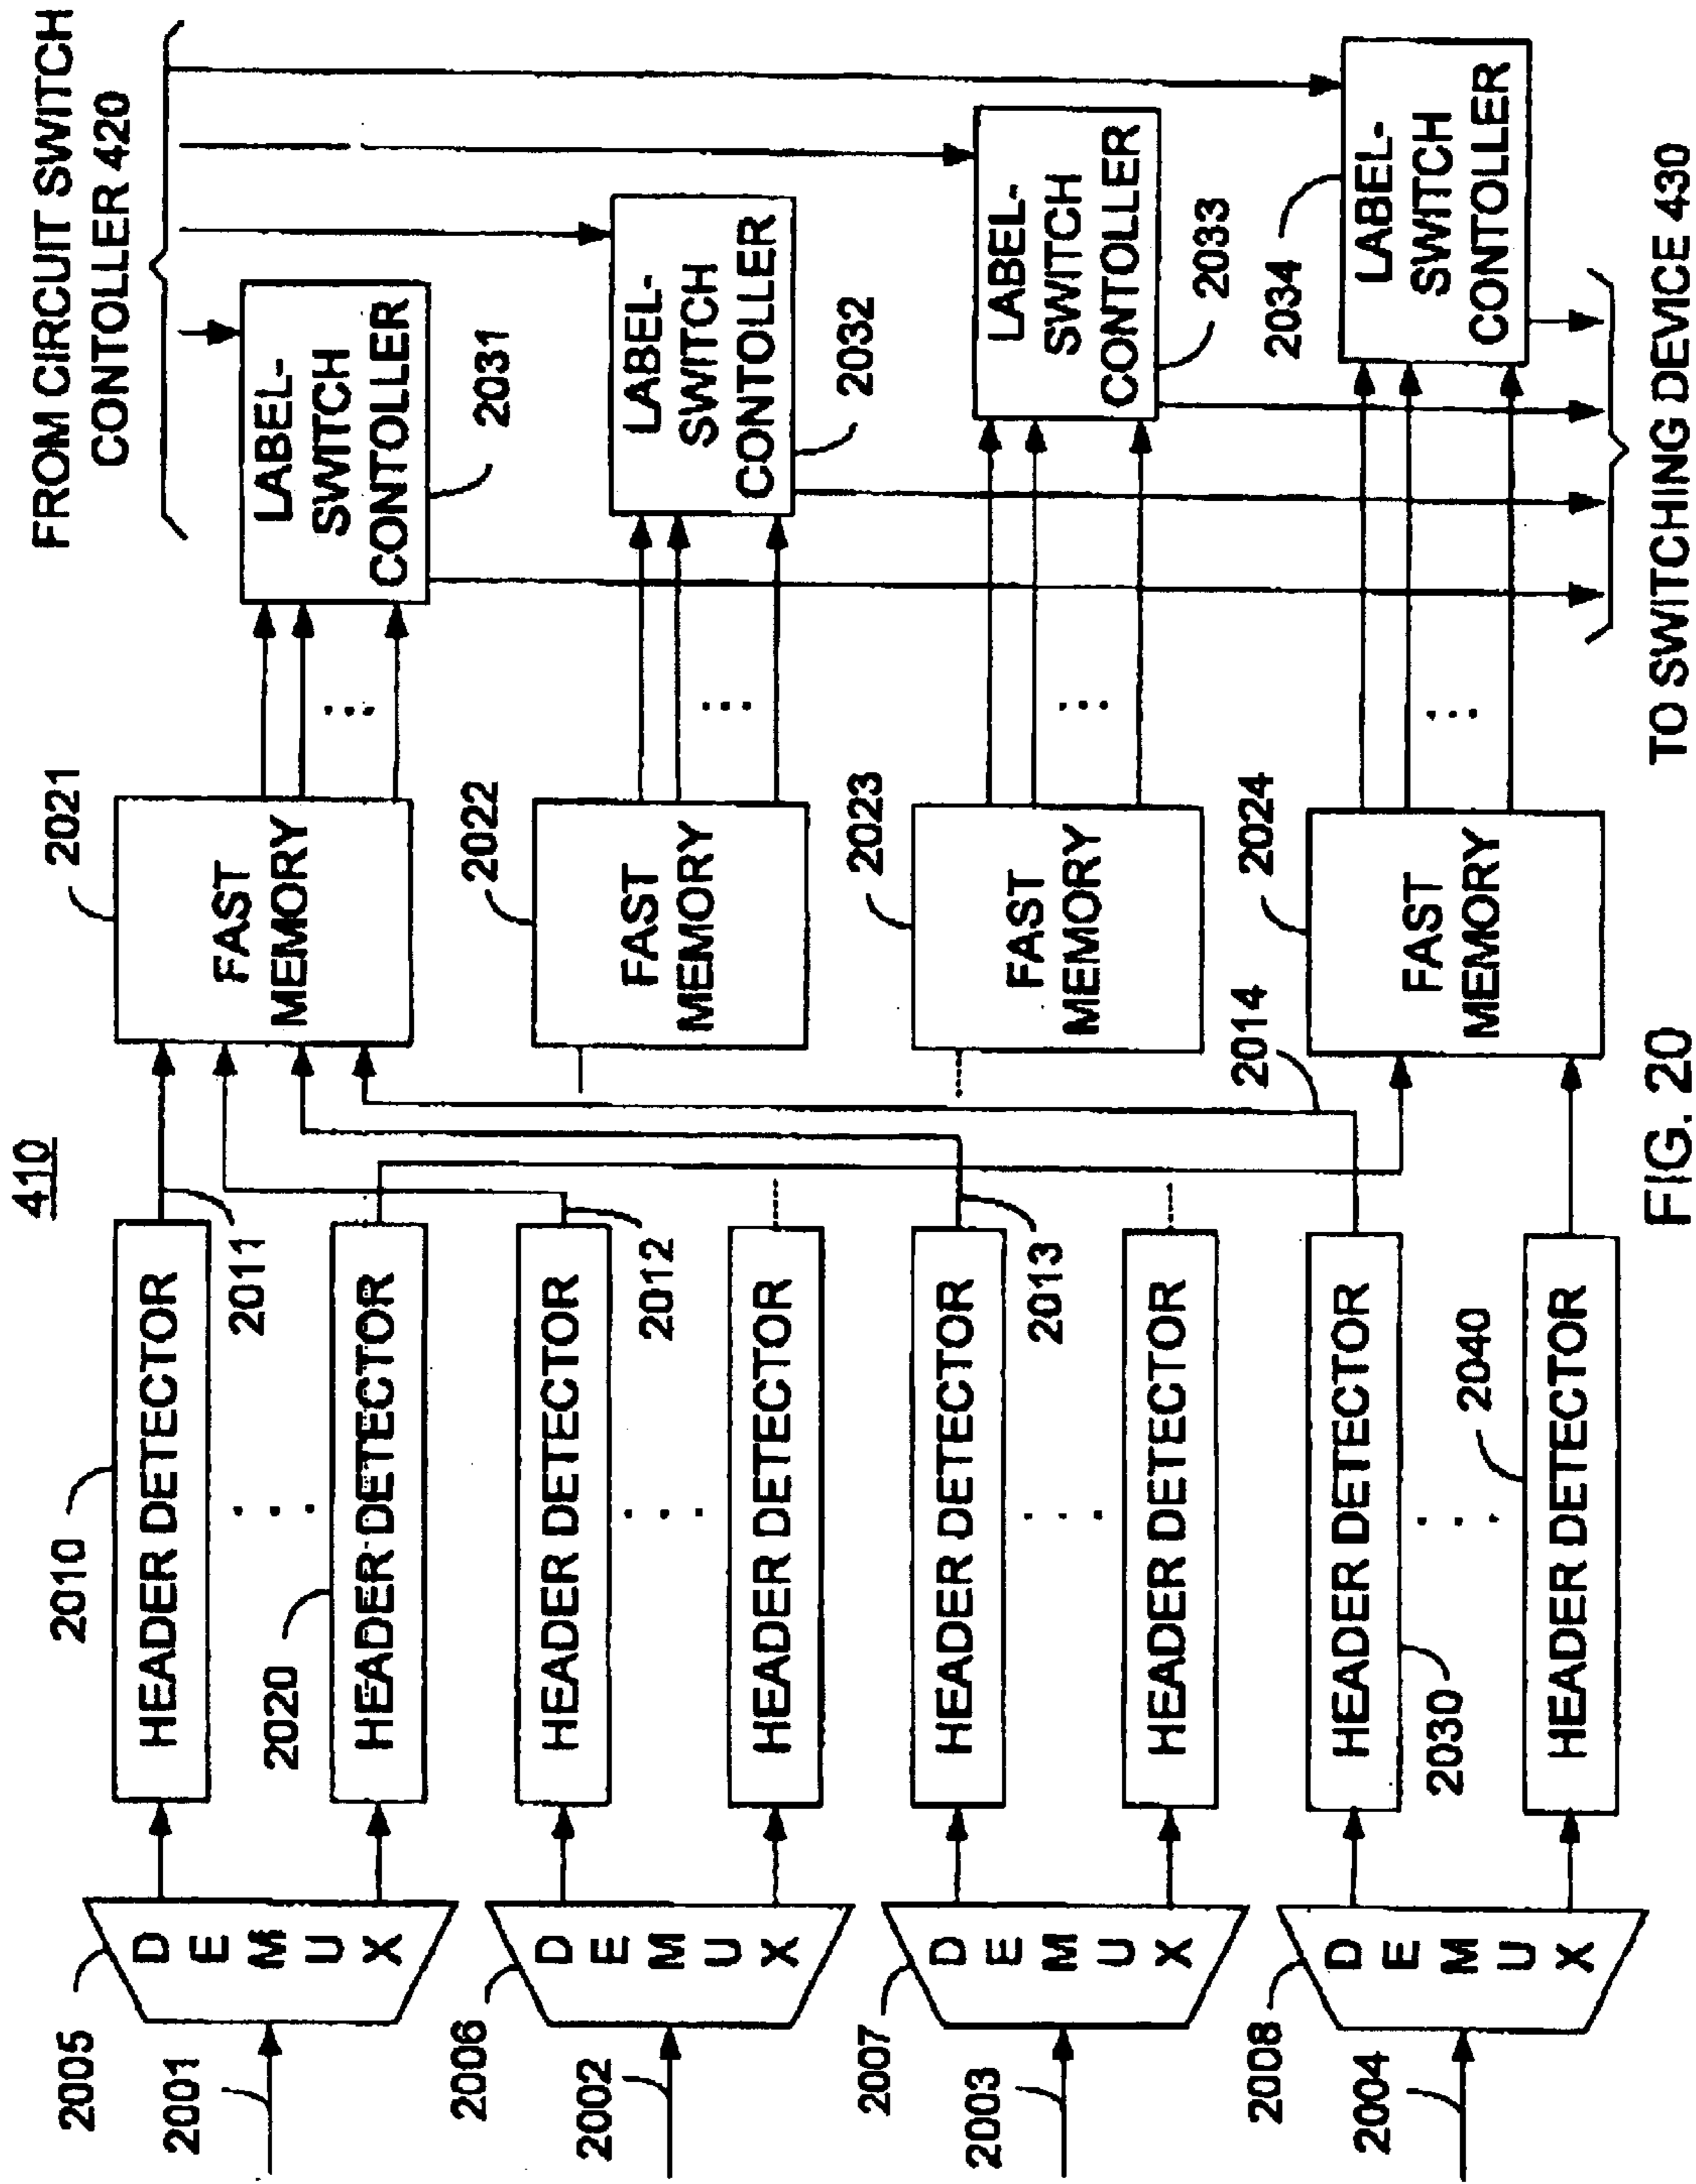 410
FROM CIRCUIT SWITCH
CONTOLLER 420
2005
2001
DEMUX
2010
HEADER DETECTOR
2011
2020
HEADER DETECTOR
2021
FAST
MEMORY
LABEL-
SWITCH
CONTOLLER
2031
2006
2002
DEMUX
HEADER DETECTOR
2012
HEADER DETECTOR
2022
FAST
MEMORY
LABEL-
SWITCH
CONTOLLER
2032
2007
2003
DEMUX
HEADER DETECTOR
2013
HEADER DETECTOR
2023
FAST
MEMORY
LABEL-
SWITCH
CONTOLLER
2033
2008
2004
DEMUX
HEADER DETECTOR
2030
2014
2040
HEADER DETECTOR
2024
FAST
MEMORY
2034
LABEL-
SWITCH
CONTOLLER
TO SWITCHING DEVICE 430
FIG. 20